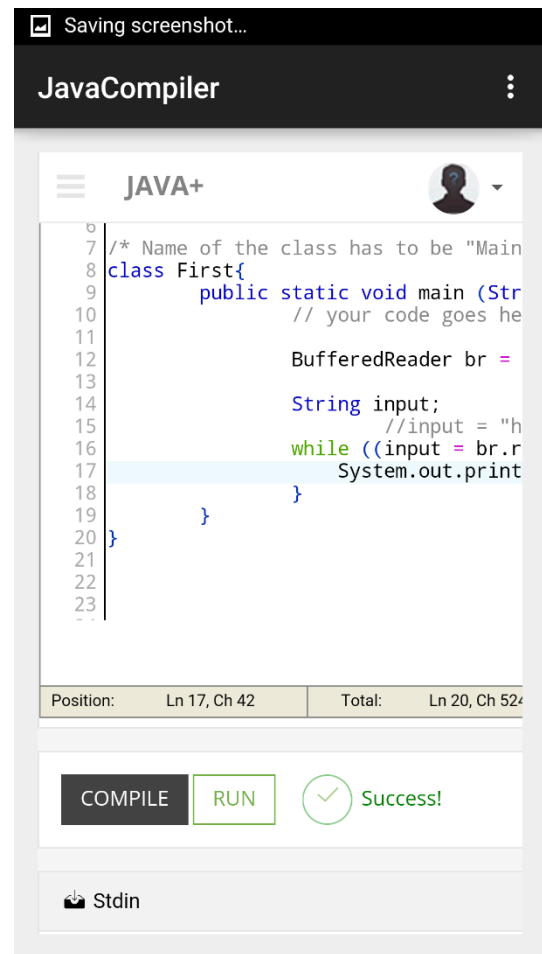 Saving screenshot...
JavaCompiler
JAVA+
6
7 /* Name of the class has to be "Main
8 class First{
9 public static void main (Str
10 // your code goes he
11
12 BufferedReader br =
13
14 String input;
15 //input = "h
16 while ((input = br.r
17 System.out.print
18 }
19 }
20 }
21
22
23
Position: Ln 17, Ch 42 Total: Ln 20, Ch 524
COMPILE RUN Success!
Stdin